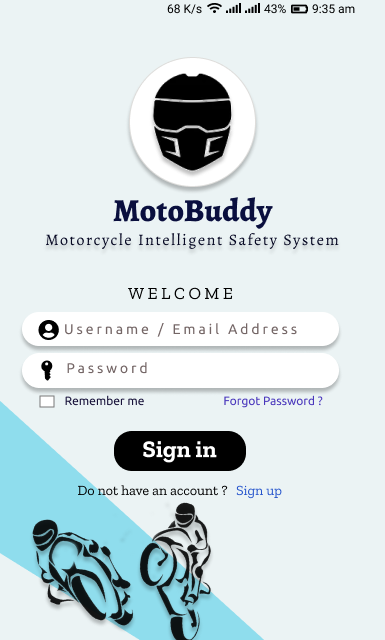 68 K/s 43% 9:35 am
MotoBuddy
Motorcycle Intelligent Safety System
WELCOME
Username / Email Address
Password
Remember me Forgot Password ?
Sign in
Do not have an account ? Sign up